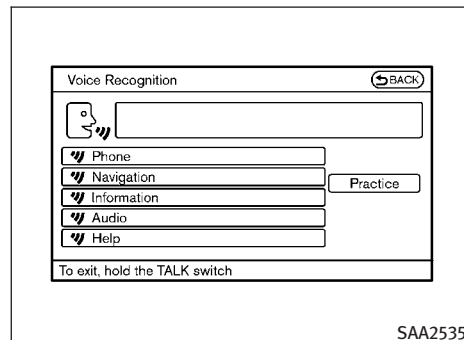 Voice Recognition
BACK
Phone
Navigation
Practice
Information
Audio
Help
To exit, hold the TALK switch
SAA2535